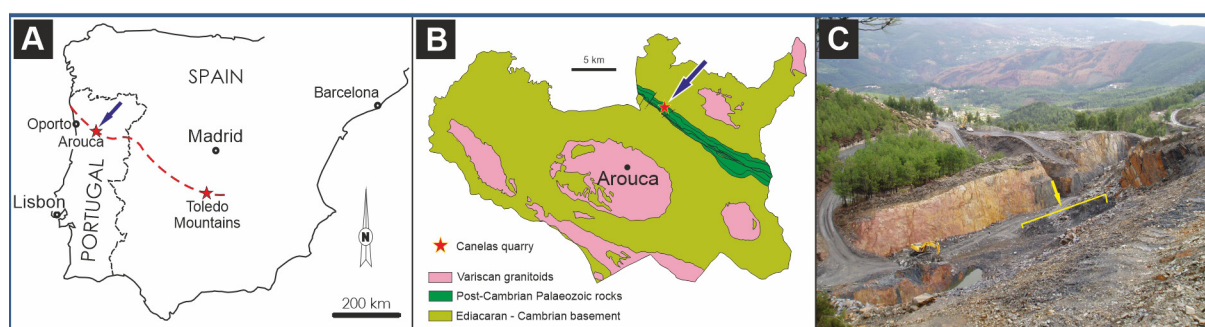 A
SPAIN
Barcelona
Oporto
Arouca
Madrid
PORTUGAL
Lisbon
Toledo
Mountains
N
200 km
B
5 km
Arouca
Canelas quarry
Variscan granitoids
Post-Cambrian Palaeozoic rocks
Ediacaran - Cambrian basement
C